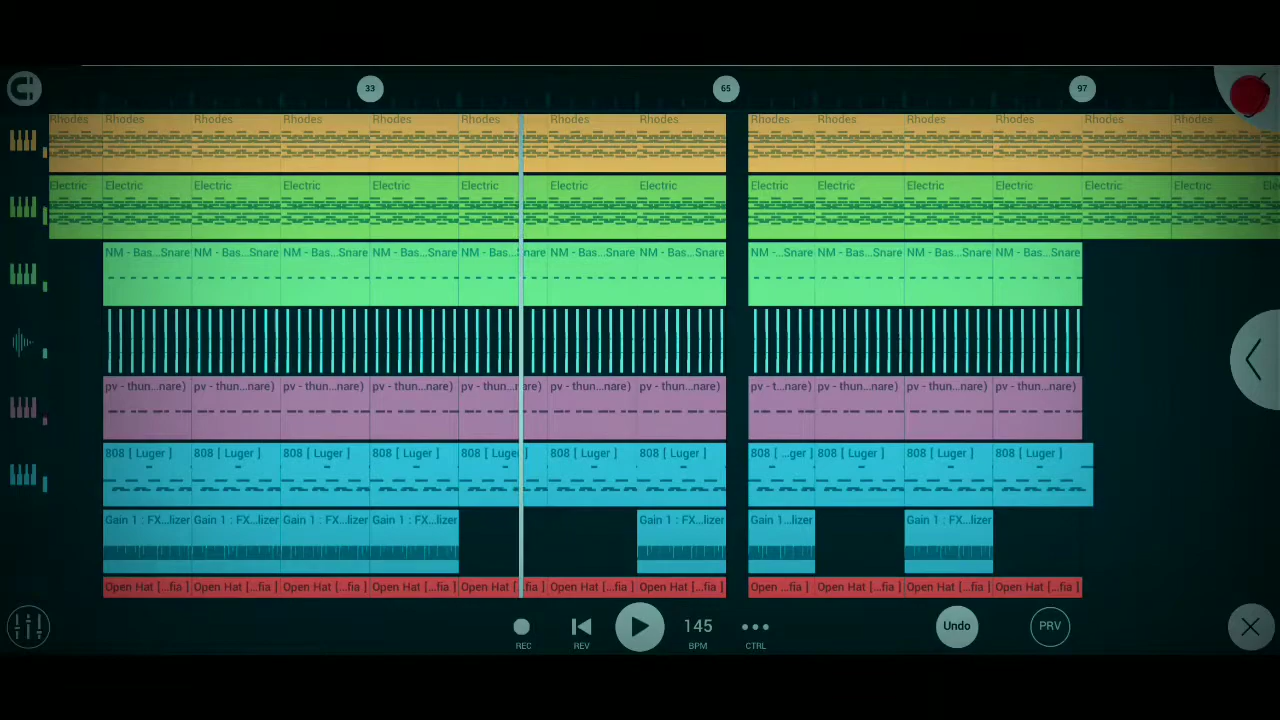 33 65 97
Rhodes Rhodes Rhodes Rhodes Rhodes Rhodes Rhodes Rhodes Rhodes Rhodes Rhodes Rhodes Rhodes Rhodes
Electric Electric Electric Electric Electric Electric Electric Electric Electric Electric Electric Electric Electric Electric
NM - Bas...Snare NM - Bas...Snare NM - Bas...Snare NM - Bas...Snare NM - Bas...Snare NM - Bas...Snare NM - Bas...Snare NM -...Snare NM - Bas...Snare NM - Bas...Snare NM - Bas...Snare
pv - thun...nare) pv - thun...nare) pv - thun...nare) pv - thun...nare) pv - thun...nare) pv - thun...nare) pv - thun...nare) pv - t...nare) pv - thun...nare) pv - thun...nare) pv - thun...nare)
808 [ Luger ] 808 [ Luger ] 808 [ Luger ] 808 [ Luger ] 808 [ Luger ] 808 [ Luger ] 808 [ Luger ] 808 [ ...ger ] 808 [ Luger ] 808 [ Luger ] 808 [ Luger ]
Gain 1 : FX...lizer Gain 1 : FX...lizer Gain 1 : FX...lizer Gain 1 : FX...lizer Gain 1 : FX...lizer Gain 1...lizer Gain 1 : FX...lizer
Open Hat [...fia ] Open Hat [...fia ] Open Hat [...fia ] Open Hat [...fia ] Open Hat [...fia ] Open Hat [...fia ] Open Hat [...fia ] Open ...fia ] Open Hat [...fia ] Open Hat [...fia ] Open Hat [...fia ]
145 Undo PRV
REC REV BPM CTRL